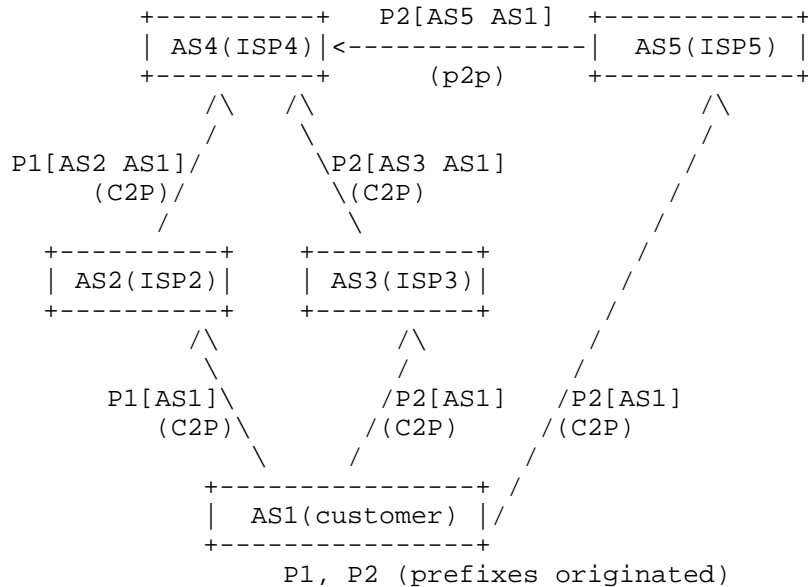 +----------+   P2[AS5 AS1]   +------------+
| AS4(ISP4)|<---------------| AS5(ISP5) |
+----------+      (p2p)      +------------+
/\   /\                         /\
/     \                         /
P1[AS2 AS1]/       \P2[AS3 AS1]            /
(C2P)/         \(C2P)                 /
/           \                     /
+----------+     +----------+            /
| AS2(ISP2)|     | AS3(ISP3)|           /
+----------+     +----------+          /
/\             /\            /
\             /            /
P1[AS1]\         /P2[AS1]   /P2[AS1]
(C2P)\       /(C2P)    /(C2P)
\     /         /
+----------------+ /
|  AS1(customer) |/
+----------------+
P1, P2 (prefixes originated)